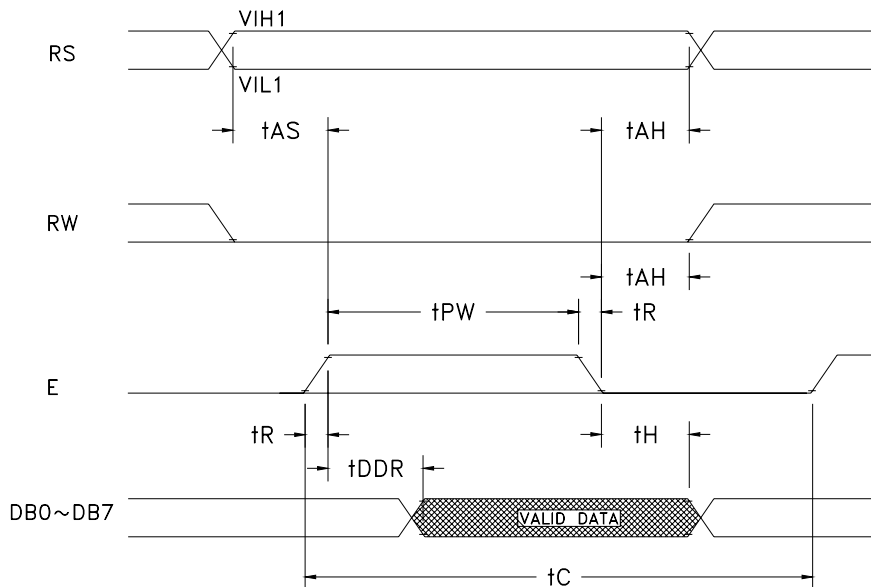 VIH1
RS
VIL1
tAS
tAH
RW
tAH
tPW
tR
E
tR
tH
tDDR
DB0~DB7
VALID DATA
tC